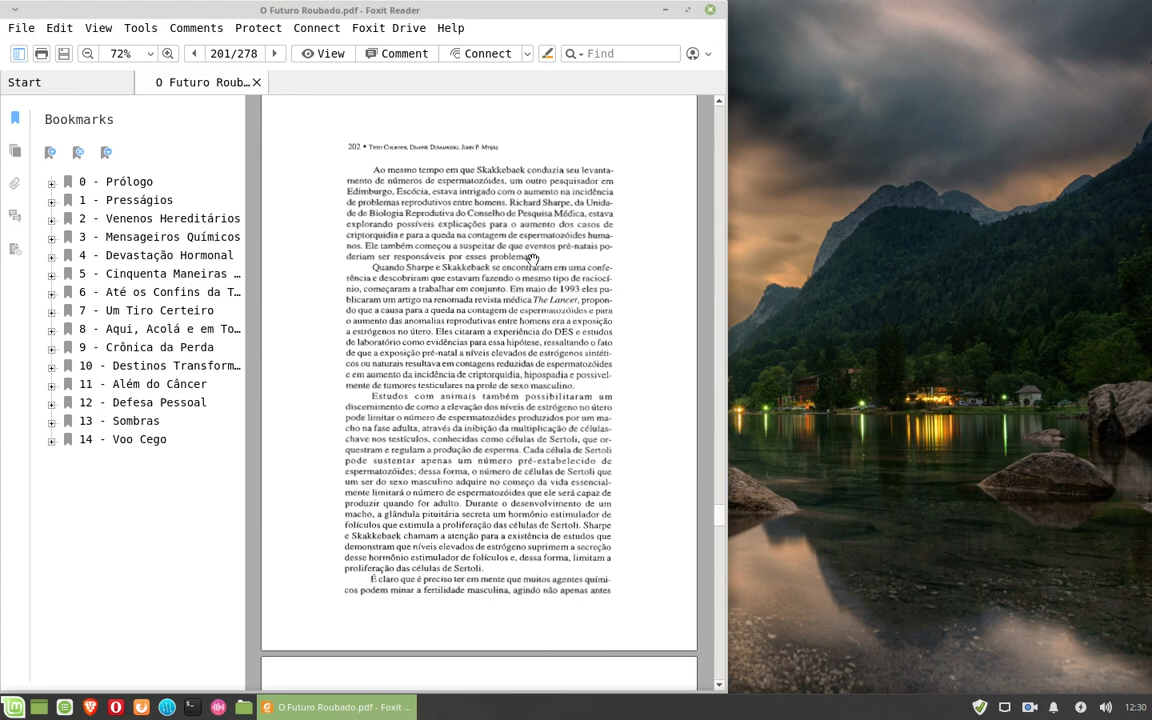 O Futuro Roubado.pdf - Foxit Reader
File Edit View Tools Comments Protect Connect Foxit Drive Help
72% 201/278 View Comment Connect Find
Start O Futuro Roub...
Bookmarks
0 - Prólogo
1 - Presságios
2 - Venenos Hereditários
3 - Mensageiros Químicos
4 - Devastação Hormonal
5 - Cinquenta Maneiras ...
6 - Até os Confins da T...
7 - Um Tiro Certeiro
8 - Aqui, Acolá e em To...
9 - Crônica da Perda
10 - Destinos Transform...
11 - Além do Câncer
12 - Defesa Pessoal
13 - Sombras
14 - Voo Cego
202 • Theo Colborn, Dianne Dumanoski, John P. Myers
Ao mesmo tempo em que Skakkebaek conduzia seu levanta-
mento de números de espermatozóides, um outro pesquisador em
Edimburgo, Escócia, estava intrigado com o aumento na incidência
de problemas reprodutivos entre homens. Richard Sharpe, da Unida-
de de Biologia Reprodutiva do Conselho de Pesquisa Médica, estava
explorando possíveis explicações para o aumento dos casos de
criptorquidia e para a queda na contagem de espermatozóides huma-
nos. Ele também começou a suspeitar de que eventos pré-natais po-
deriam ser responsáveis por esses problemas.
Quando Sharpe e Skakkebaek se encontraram em uma confe-
rência e descobriram que estavam fazendo o mesmo tipo de raciocí-
nio, começaram a trabalhar em conjunto. Em maio de 1993 eles pu-
blicaram um artigo na renomada revista médica The Lancer, propon-
do que a causa para a queda na contagem de espermatozóides e para
o aumento das anomalias reprodutivas entre homens era a exposição
a estrógenos no útero. Eles citaram a experiência do DES e estudos
de laboratório como evidências para essa hipótese, ressaltando o fato
de que a exposição pré-natal a níveis elevados de estrógenos sintéti-
cos ou naturais resultava em contagens reduzidas de espermatozóides
e em aumento da incidência de criptorquidia, hipospadia e possivel-
mente de tumores testiculares na prole de sexo masculino.
Estudos com animais também possibilitaram um
discernimento de como a elevação dos níveis de estrógeno no útero
pode limitar o número de espermatozóides produzidos por um ma-
cho na fase adulta, através da inibição da multiplicação de células-
chave nos testículos, conhecidas como células de Sertoli, que or-
questram e regulam a produção de esperma. Cada célula de Sertoli
pode sustentar apenas um número pré-estabelecido de
espermatozóides; dessa forma, o número de células de Sertoli que
um ser do sexo masculino adquire no começo da vida essencial-
mente limitará o número de espermatozóides que ele será capaz de
produzir quando for adulto. Durante o desenvolvimento de um
macho, a glândula pituitária secreta um hormônio estimulador de
folículos que estimula a proliferação das células de Sertoli. Sharpe
e Skakkebaek chamam a atenção para a existência de estudos que
demonstram que níveis elevados de estrógeno suprimem a secreção
desse hormônio estimulador de folículos e, dessa forma, limitam a
proliferação das células de Sertoli.
É claro que é preciso ter em mente que muitos agentes quími-
cos podem minar a fertilidade masculina, agindo não apenas antes
O Futuro Roubado.pdf - Foxit ...
12:30